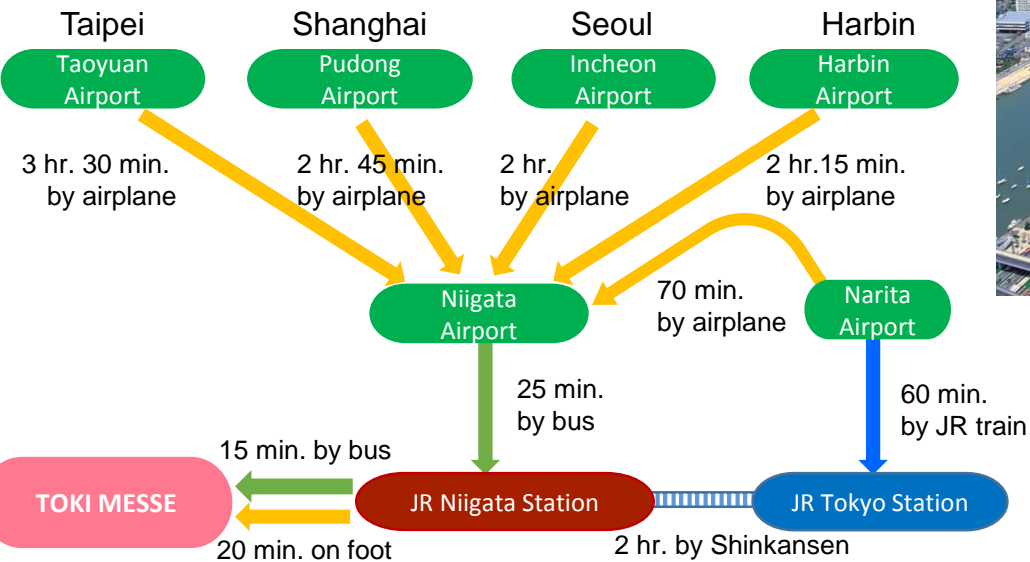 Taipei
Shanghai
Seoul
Harbin
Taoyuan
Airport
Pudong
Airport
Incheon
Airport
Harbin
Airport
3 hr. 30 min.
by airplane
2 hr. 45 min.
by airplane
2 hr.
by airplane
2 hr.15 min.
by airplane
Niigata
Airport
70 min.
by airplane
Narita
Airport
25 min.
by bus
60 min.
by JR train
15 min. by bus
TOKI MESSE
JR Niigata Station
JR Tokyo Station
20 min. on foot
2 hr. by Shinkansen